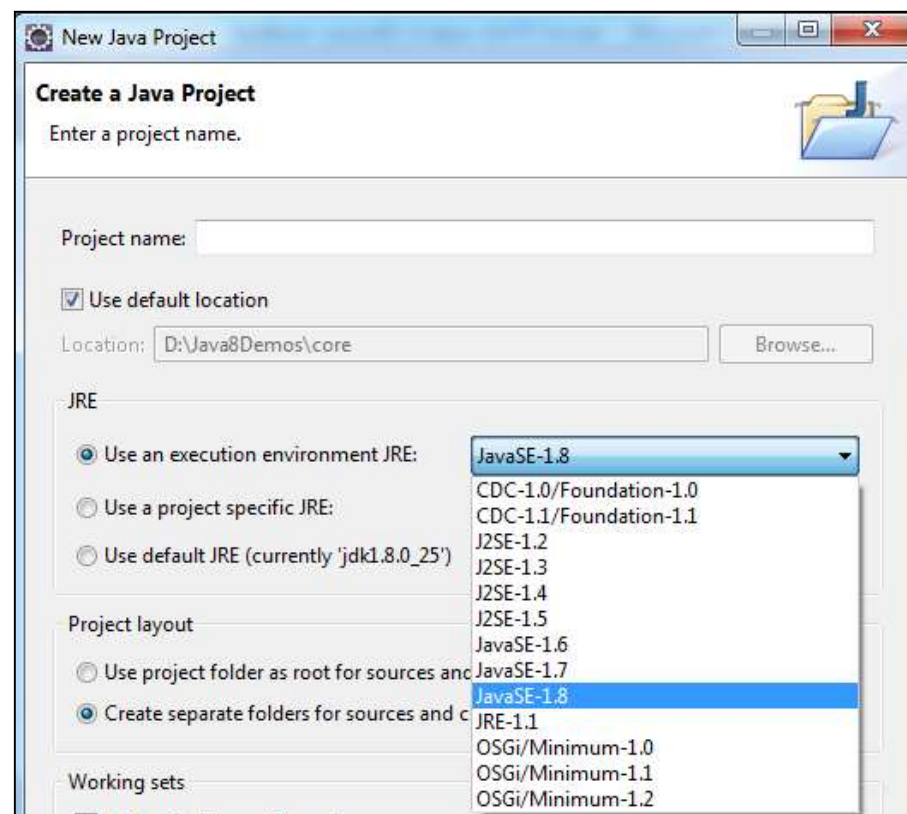 New Java Project
Create a Java Project
Enter a project name.
Project name:
Use default location
Location: D:\Java8Demos\core Browse...
JRE
Use an execution environment JRE: JavaSE-1.8
CDC-1.0/Foundation-1.0
CDC-1.1/Foundation-1.1
Use a project specific JRE:
J2SE-1.2
J2SE-1.3
Use default JRE (currently 'jdk1.8.0_25')
J2SE-1.4
J2SE-1.5
Project layout
JavaSE-1.6
Use project folder as root for sources and
JavaSE-1.7
JavaSE-1.8
Create separate folders for sources and c
JRE-1.1
OSGi/Minimum-1.0
OSGi/Minimum-1.1
Working sets
OSGi/Minimum-1.2